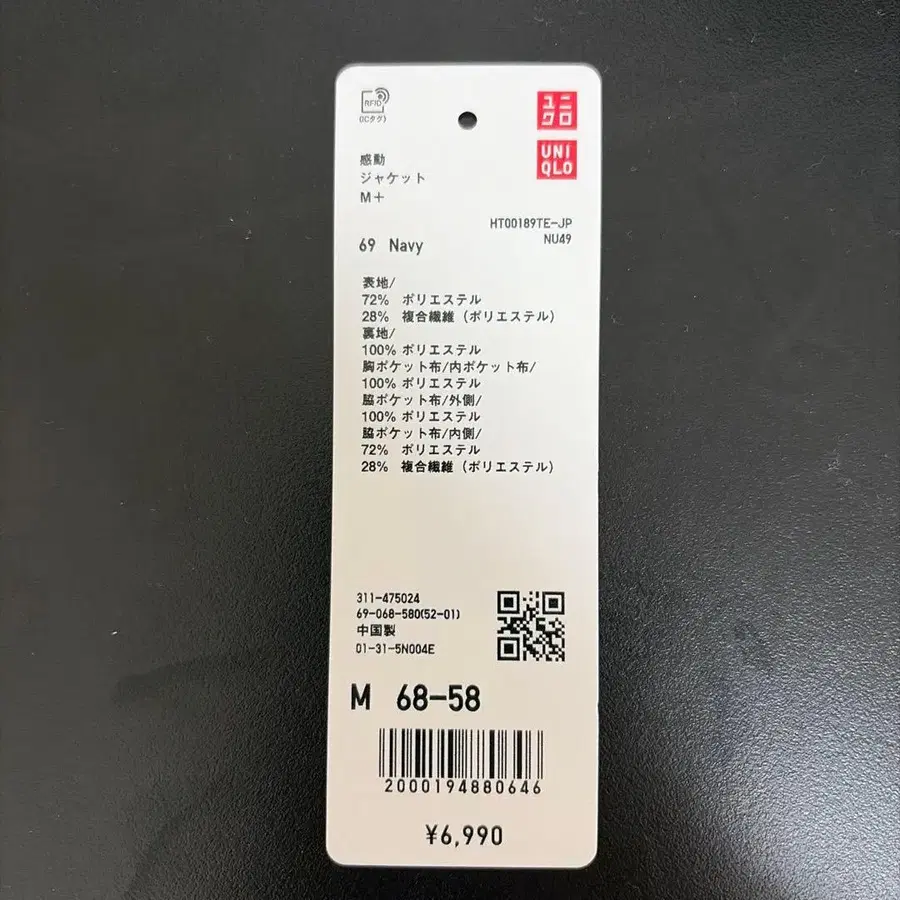 RFID
(ICタグ)
ユニ
クロ
UNI
QLO
感動
ジャケット
M+
HT00189TE-JP
NU49
69 Navy
表地/
72% ポリエステル
28% 複合繊維 (ポリエステル)
裏地/
100% ポリエステル
胸ポケット布/内ポケット布/
100% ポリエステル
脇ポケット布/外側/
100% ポリエステル
脇ポケット布/内側/
72% ポリエステル
28% 複合繊維 (ポリエステル)
311-475024
69-068-580(52-01)
中国製
01-31-5N004E
M 68-58
2000194880646
¥6,990